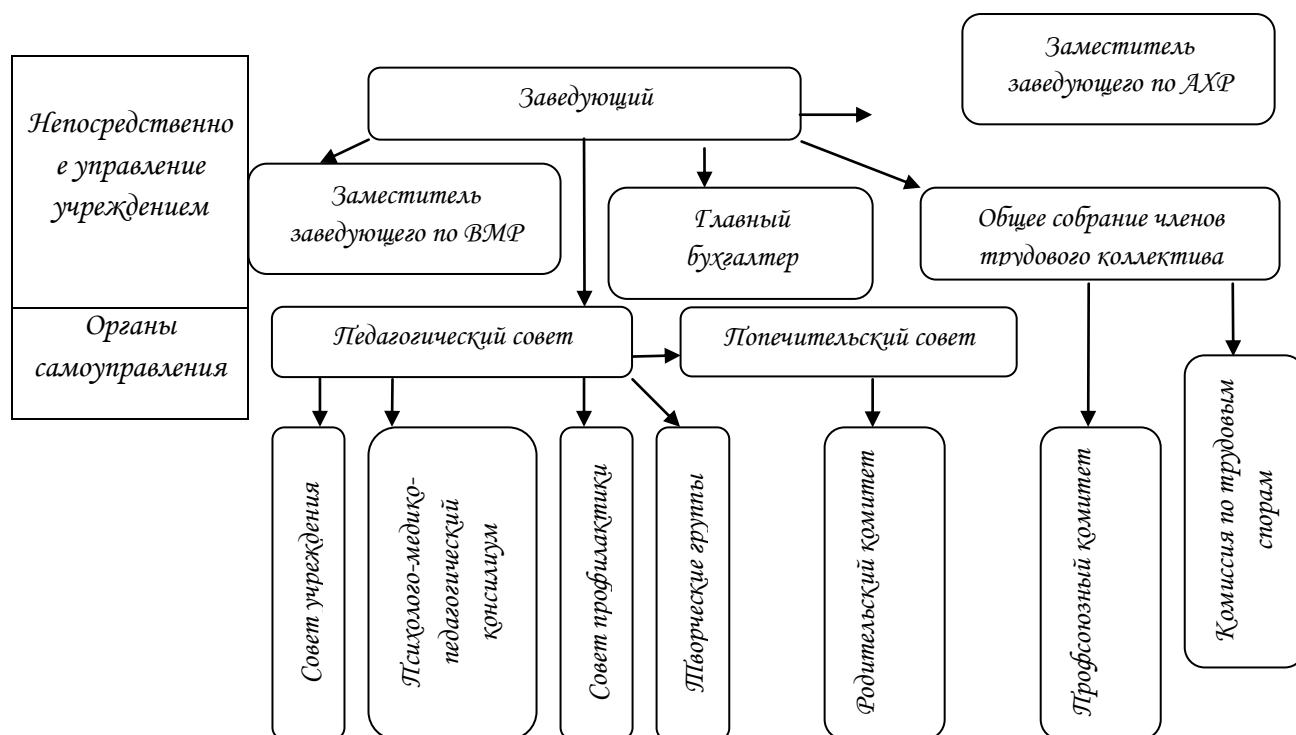 Непосредственно
е управление
учреждением
Органы
самоуправления
Заведующий
Заместитель
заведующего по АХР
Заместитель
заведующего по ВМР
Главный
бухгалтер
Общее собрание членов
трудового коллектива
Педагогический совет
Попечительский совет
Совет учреждения
Психолого-медико-
педагогический
консилиум
Совет профилактики
Творческие группы
Родительский комитет
Профсоюзный комитет
Комиссия по трудовым
спорам